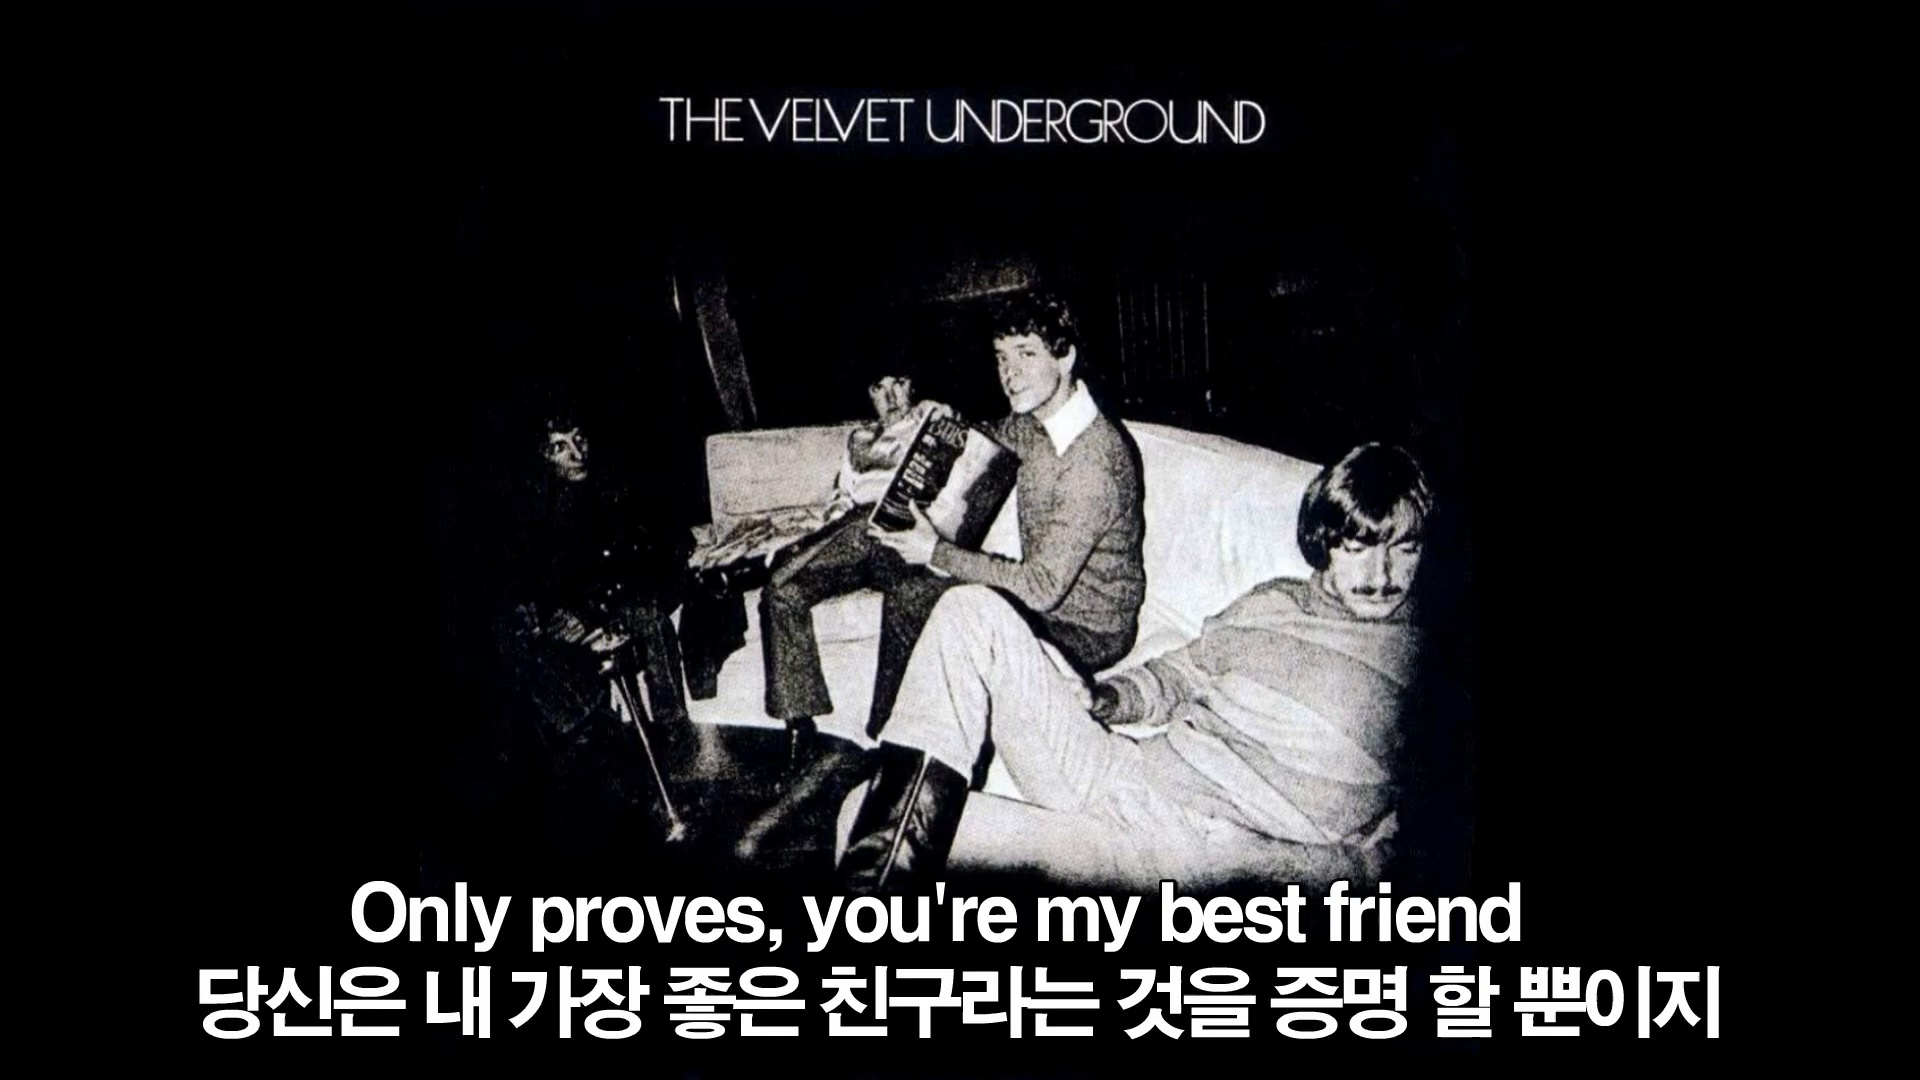 THE VELVET UNDERGROUND
Only proves, you're my best friend
당신은 내 가장 좋은 친구라는 것을 증명 할 뿐이지